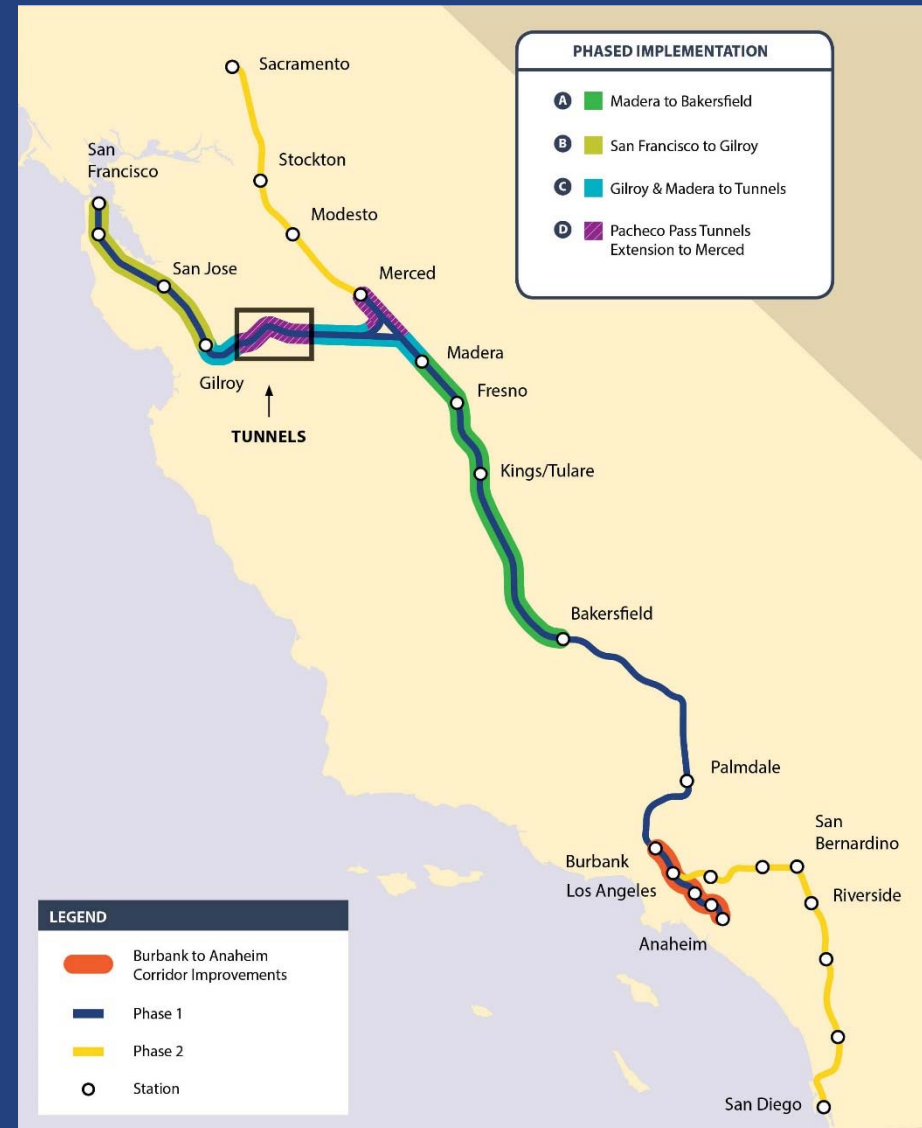 PHASED IMPLEMENTATION
A Madera to Bakersfield
B San Francisco to Gilroy
C Gilroy & Madera to Tunnels
D Pacheco Pass Tunnels
Extension to Merced
Sacramento
Stockton
San
Francisco
Modesto
San Jose
Merced
Gilroy
Madera
TUNNELS
Fresno
Kings/Tulare
Bakersfield
Palmdale
San
Bernardino
Burbank
Los Angeles
Riverside
Anaheim
San Diego
LEGEND
Burbank to Anaheim
Corridor Improvements
Phase 1
Phase 2
Station